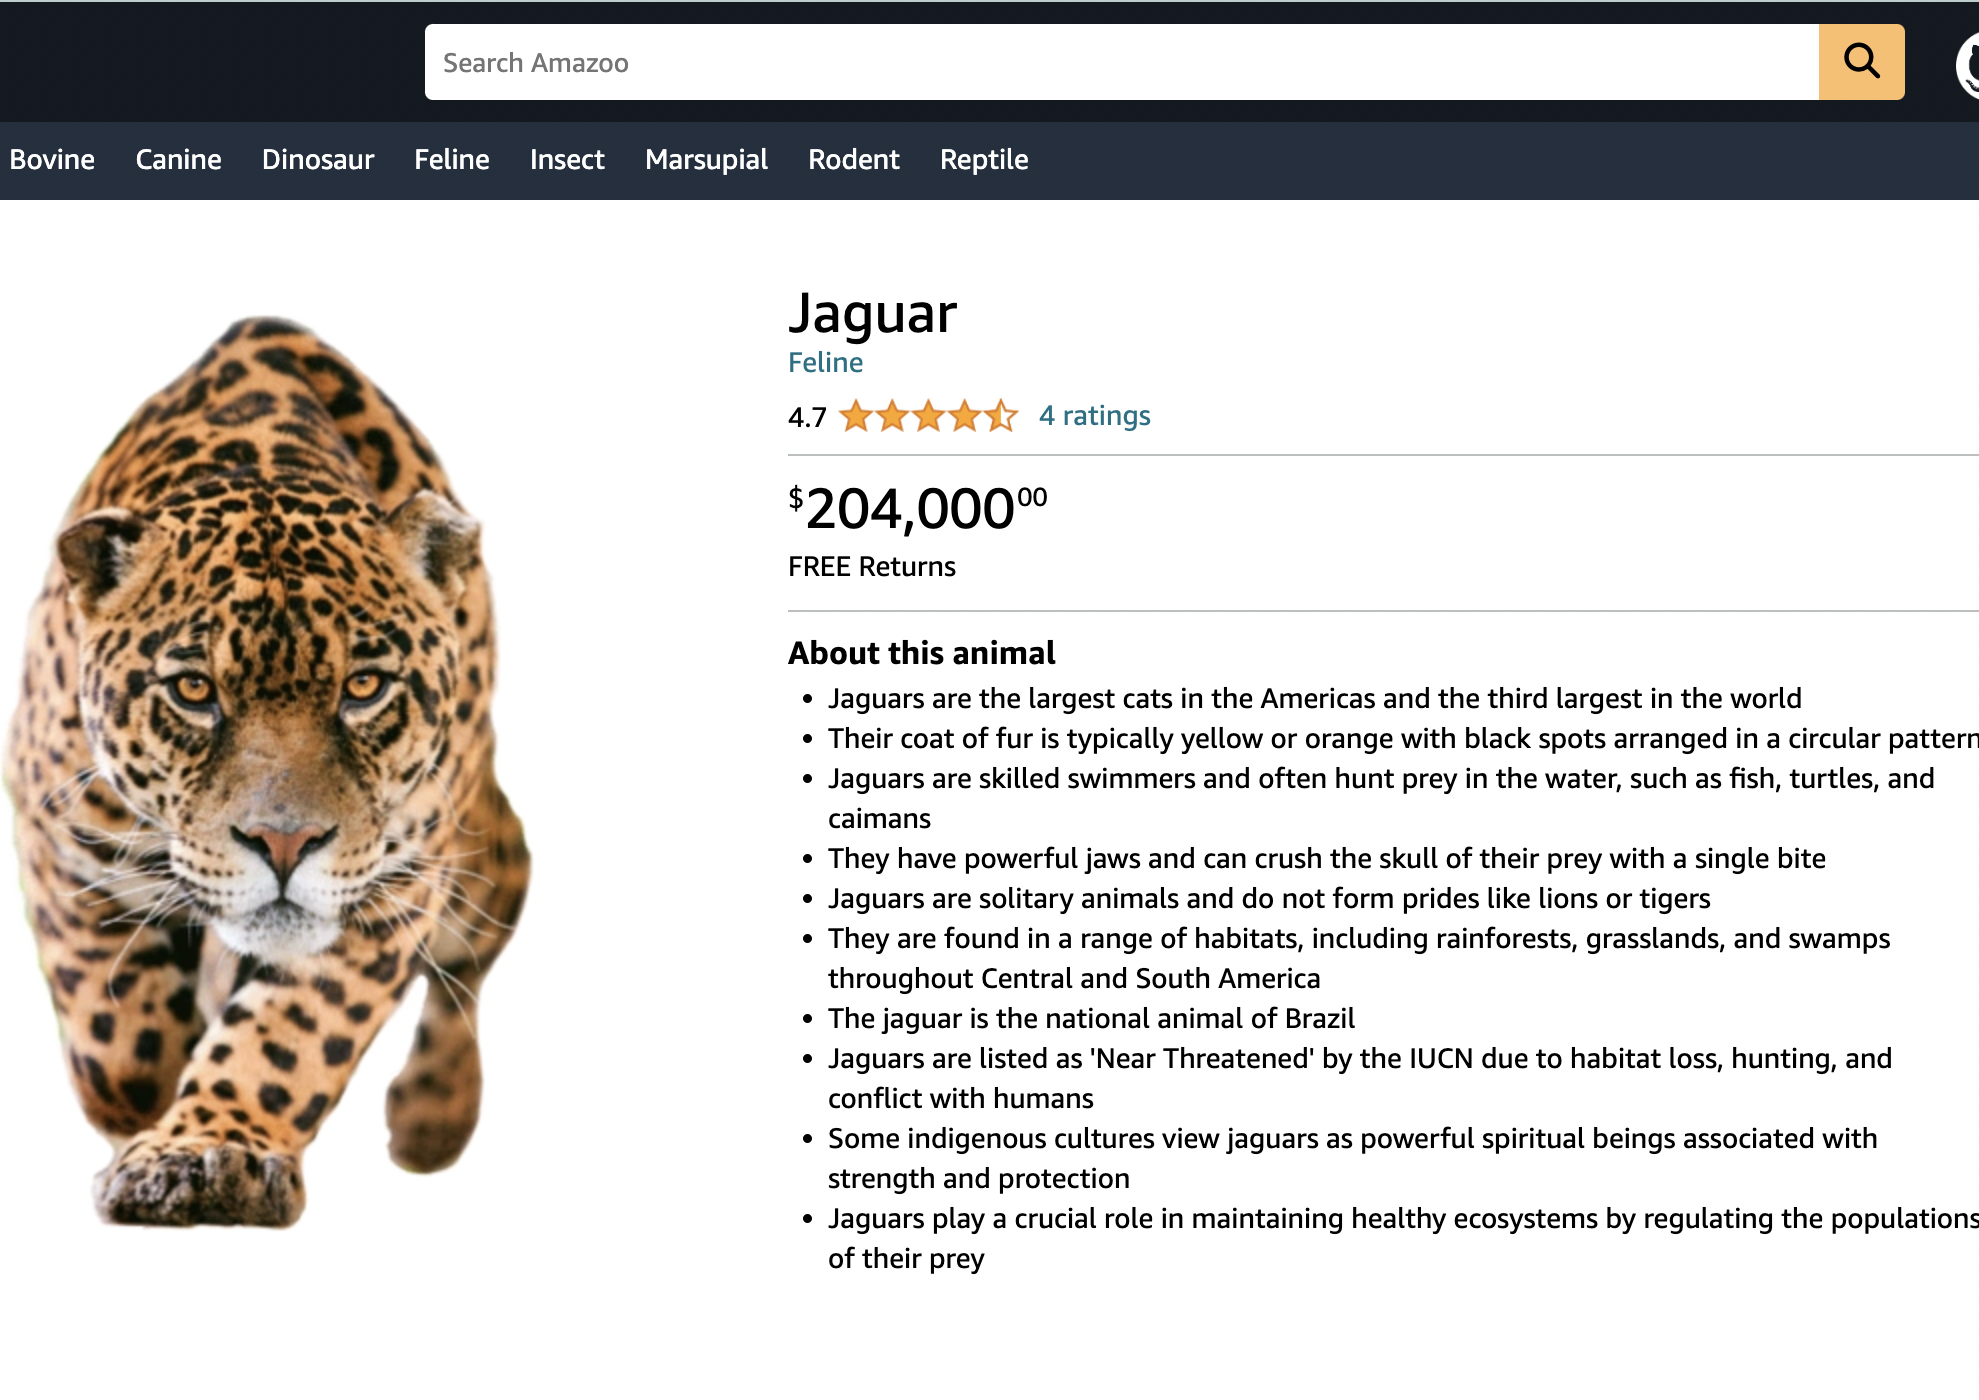 Search Amazoo
Bovine Canine Dinosaur Feline Insect Marsupial Rodent Reptile
Jaguar
Feline
4.7 4 ratings
$204,00000
FREE Returns
About this animal
• Jaguars are the largest cats in the Americas and the third largest in the world
• Their coat of fur is typically yellow or orange with black spots arranged in a circular pattern
• Jaguars are skilled swimmers and often hunt prey in the water, such as fish, turtles, and
caimans
• They have powerful jaws and can crush the skull of their prey with a single bite
• Jaguars are solitary animals and do not form prides like lions or tigers
• They are found in a range of habitats, including rainforests, grasslands, and swamps
throughout Central and South America
• The jaguar is the national animal of Brazil
• Jaguars are listed as 'Near Threatened' by the IUCN due to habitat loss, hunting, and
conflict with humans
• Some indigenous cultures view jaguars as powerful spiritual beings associated with
strength and protection
• Jaguars play a crucial role in maintaining healthy ecosystems by regulating the populations
of their prey